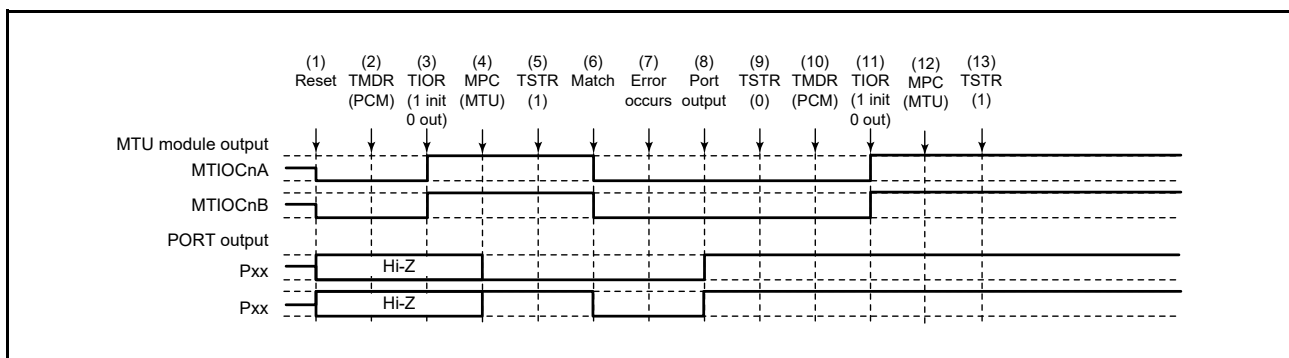 (1) (2) (3) (4) (5) (6) (7) (8) (9) (10) (11) (12) (13)
Reset TMDR TIOR MPC TSTR Match Error Port TSTR TMDR TIOR MPC TSTR
(PCM) (1 init (MTU) (1) occurs output (0) (PCM) (1 init (MTU) (1)
0 out) 0 out)
MTU module output
MTIOCnA
MTIOCnB
PORT output
Pxx Hi-Z
Pxx Hi-Z